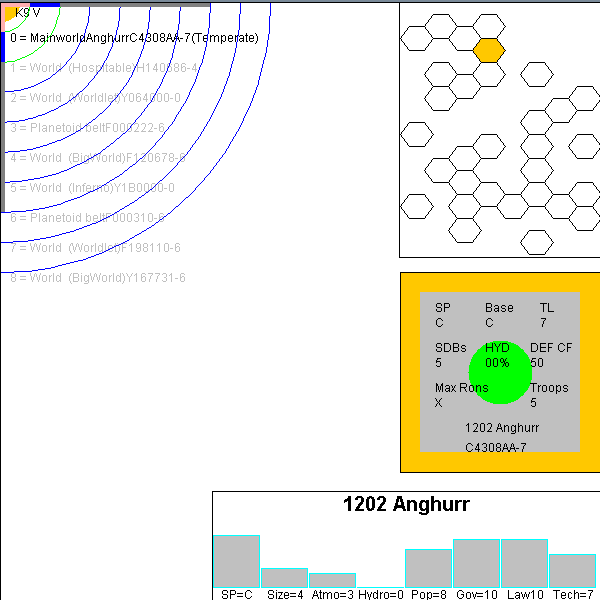 K9 V
0 = MainworldAnghurrC4308AA-7(Temperate)
1 = World (Hospitable)H140686-4
2 = World (Worldlet)Y064000-0
3 = Planetoid beltF000222-6
4 = World (BigWorld)F120678-6
5 = World (Inferno)Y1B0000-0
6 = Planetoid beltF000310-6
7 = World (Worldlet)F198110-6
8 = World (BigWorld)Y167731-6
SP Base TL
C C 7
SDBs HYD DEF CF
5 00% 50
Max Rons Troops
X 5
1202 Anghurr
C4308AA-7
1202 Anghurr
SP=C Size=4 Atmo=3 Hydro=0 Pop=8 Gov=10 Law10 Tech=7